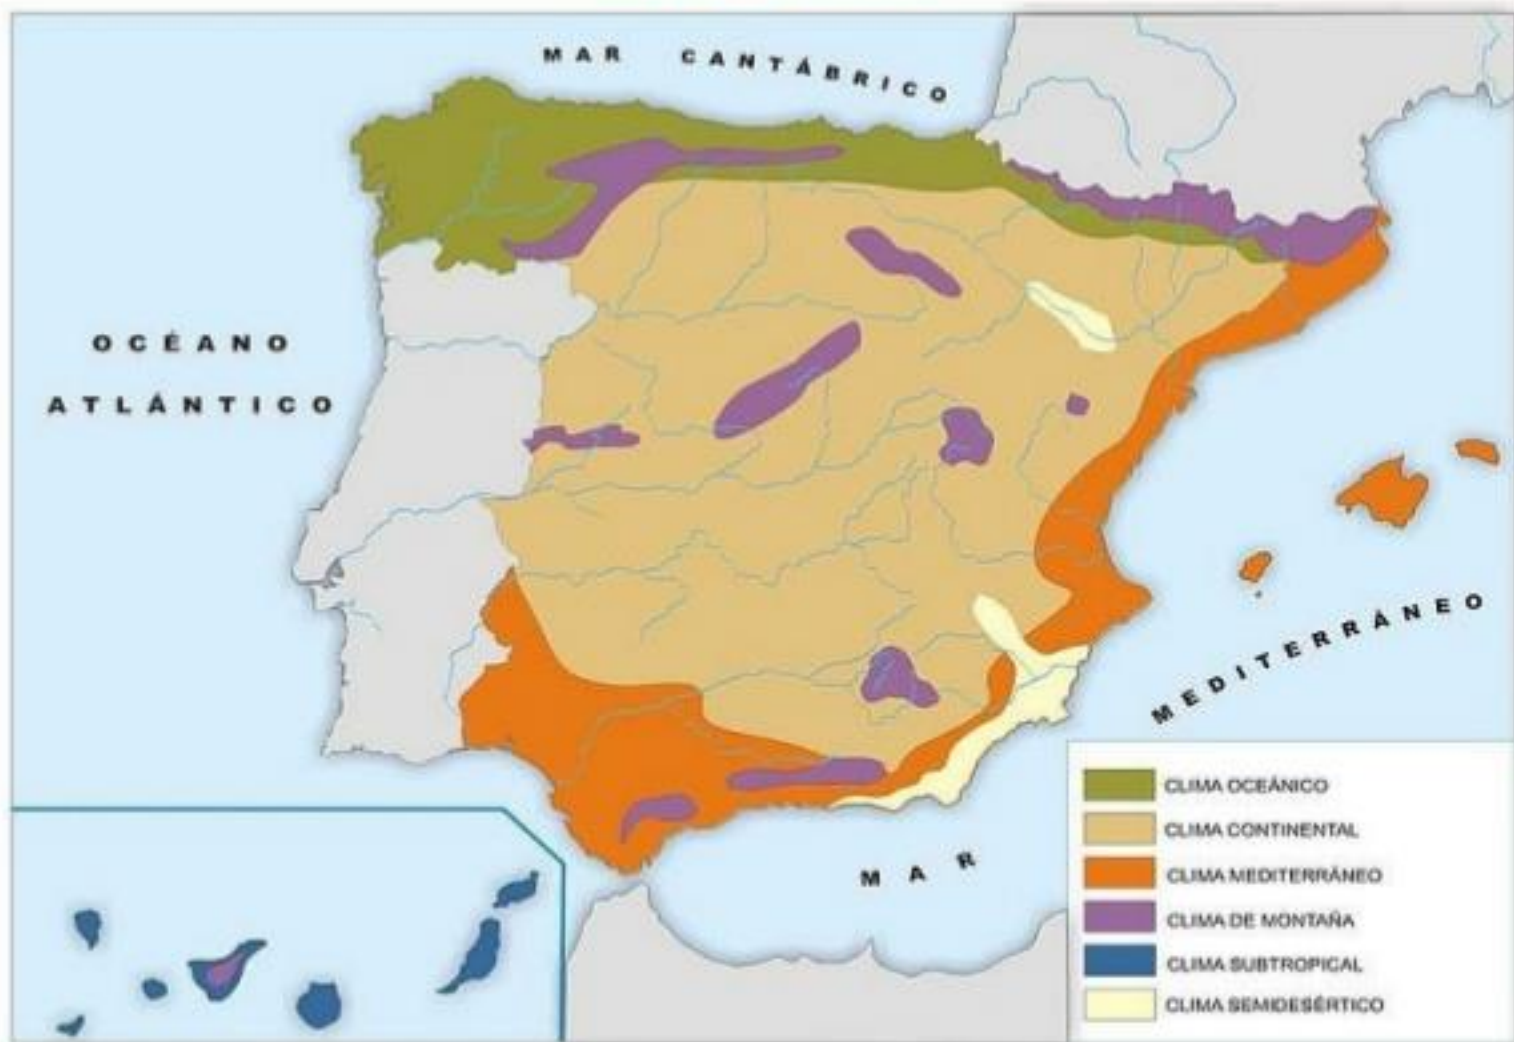 MAR CANTÁBRICO
OCÉANO
ATLÁNTICO
MAR MEDITERRÁNEO
CLIMA OCEÁNICO
CLIMA CONTINENTAL
CLIMA MEDITERRÁNEO
CLIMA DE MONTAÑA
CLIMA SUBTROPICAL
CLIMA SEMIDESÉRTICO